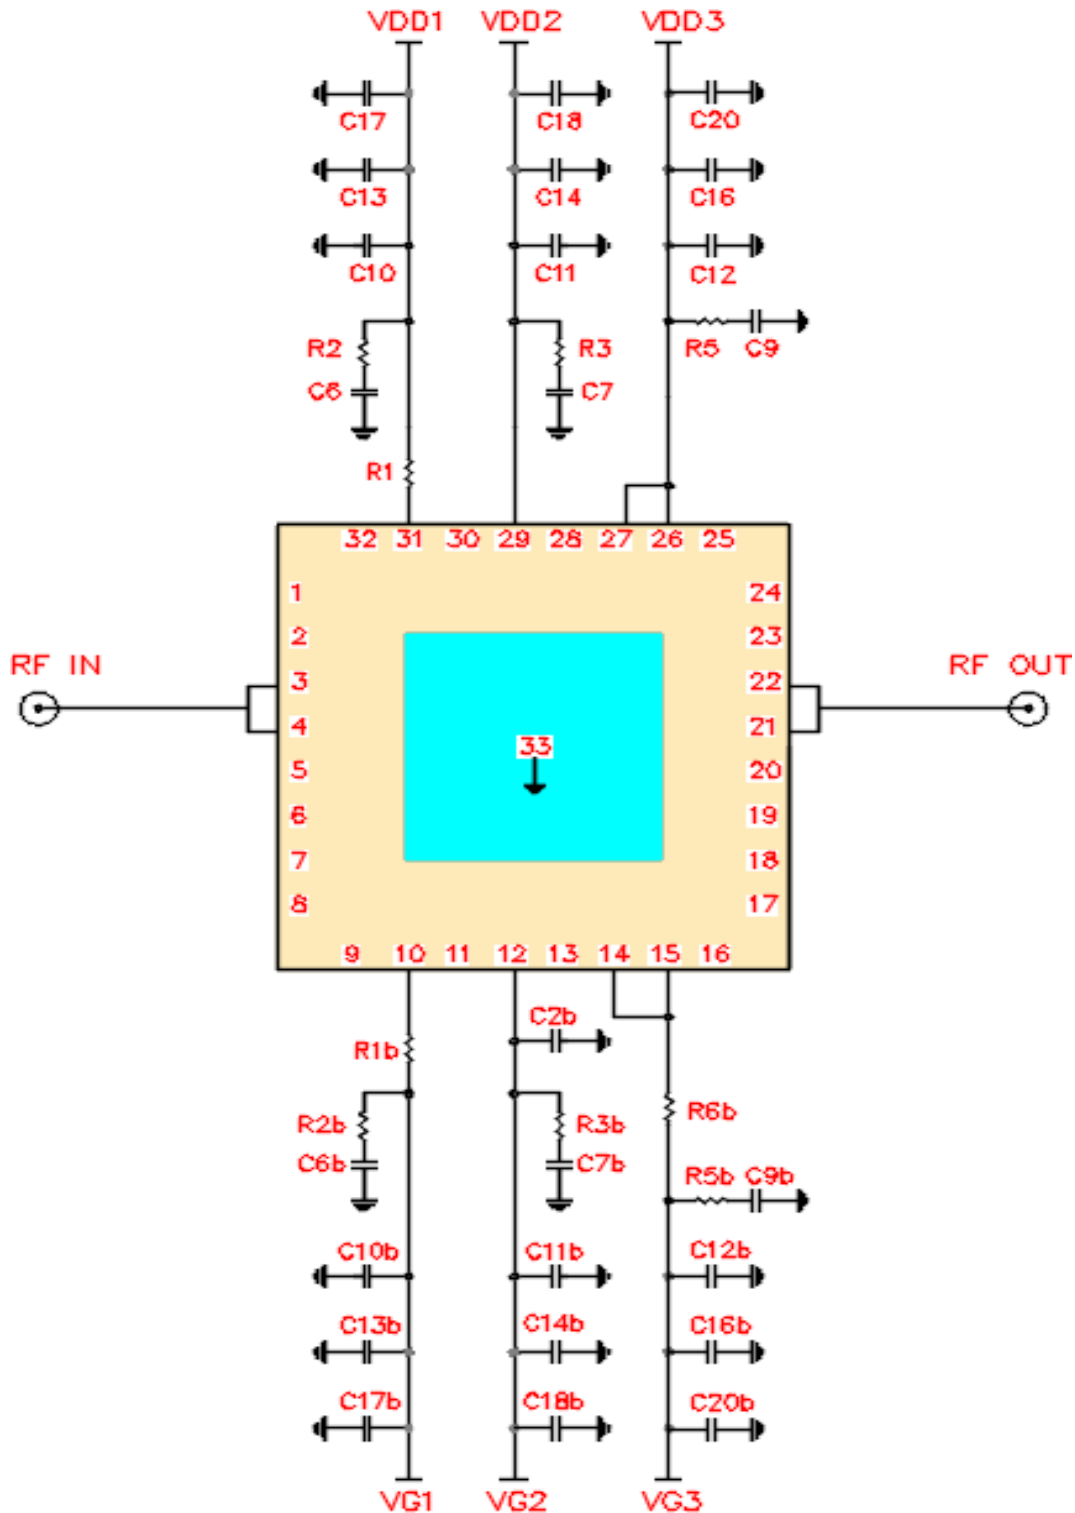 VDD1 VDD2 VDD3
C17 C18 C20
C13 C14 C16
C10 C11 C12
R2 R3 R5 C9
C6 C7
R1
32 31 30 29 28 27 26 25
1 24
2 23
RF IN RF OUT
3 22
4 21
33
5 20
6 19
7 18
8 17
9 10 11 12 13 14 15 16
C2b
R1b
R6b
R2b R3b
C6b C7b R5b C9b
C10b C11b C12b
C13b C14b C16b
C17b C18b C20b
VG1 VG2 VG3